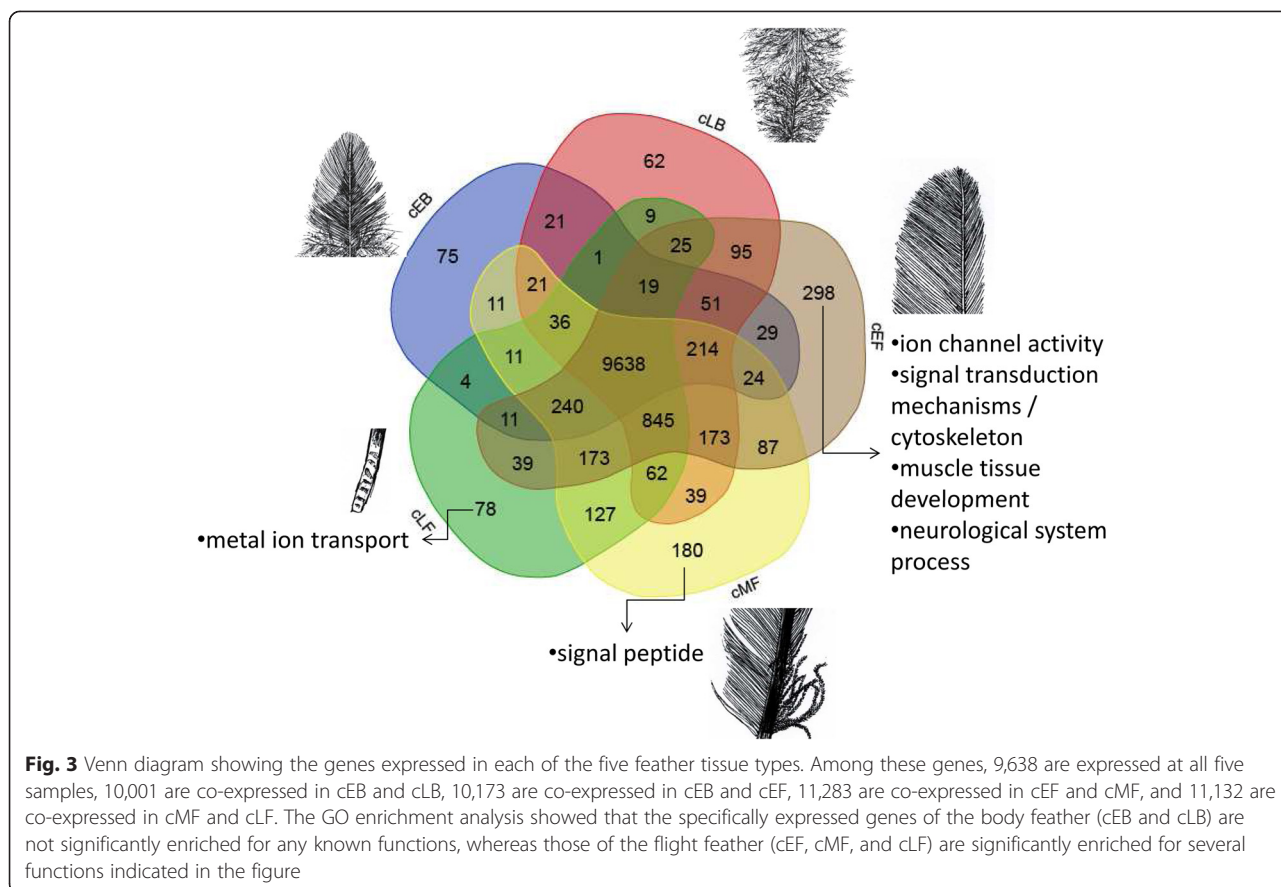 cLB
62
cEB
75
21
9
25
95
1
19
298
cEF
11
21
51
29
36
11
9638
214
24
4
11
240
845
173
87
39
173
62
39
78
127
cLF
180
cMF
•ion channel activity
•signal transduction
mechanisms /
cytoskeleton
•muscle tissue
development
•neurological system
process
•metal ion transport
•signal peptide
Fig. 3 Venn diagram showing the genes expressed in each of the five feather tissue types. Among these genes, 9,638 are expressed at all five
samples, 10,001 are co-expressed in cEB and cLB, 10,173 are co-expressed in cEB and cEF, 11,283 are co-expressed in cEF and cMF, and 11,132 are
co-expressed in cMF and cLF. The GO enrichment analysis showed that the specifically expressed genes of the body feather (cEB and cLB) are
not significantly enriched for any known functions, whereas those of the flight feather (cEF, cMF, and cLF) are significantly enriched for several
functions indicated in the figure